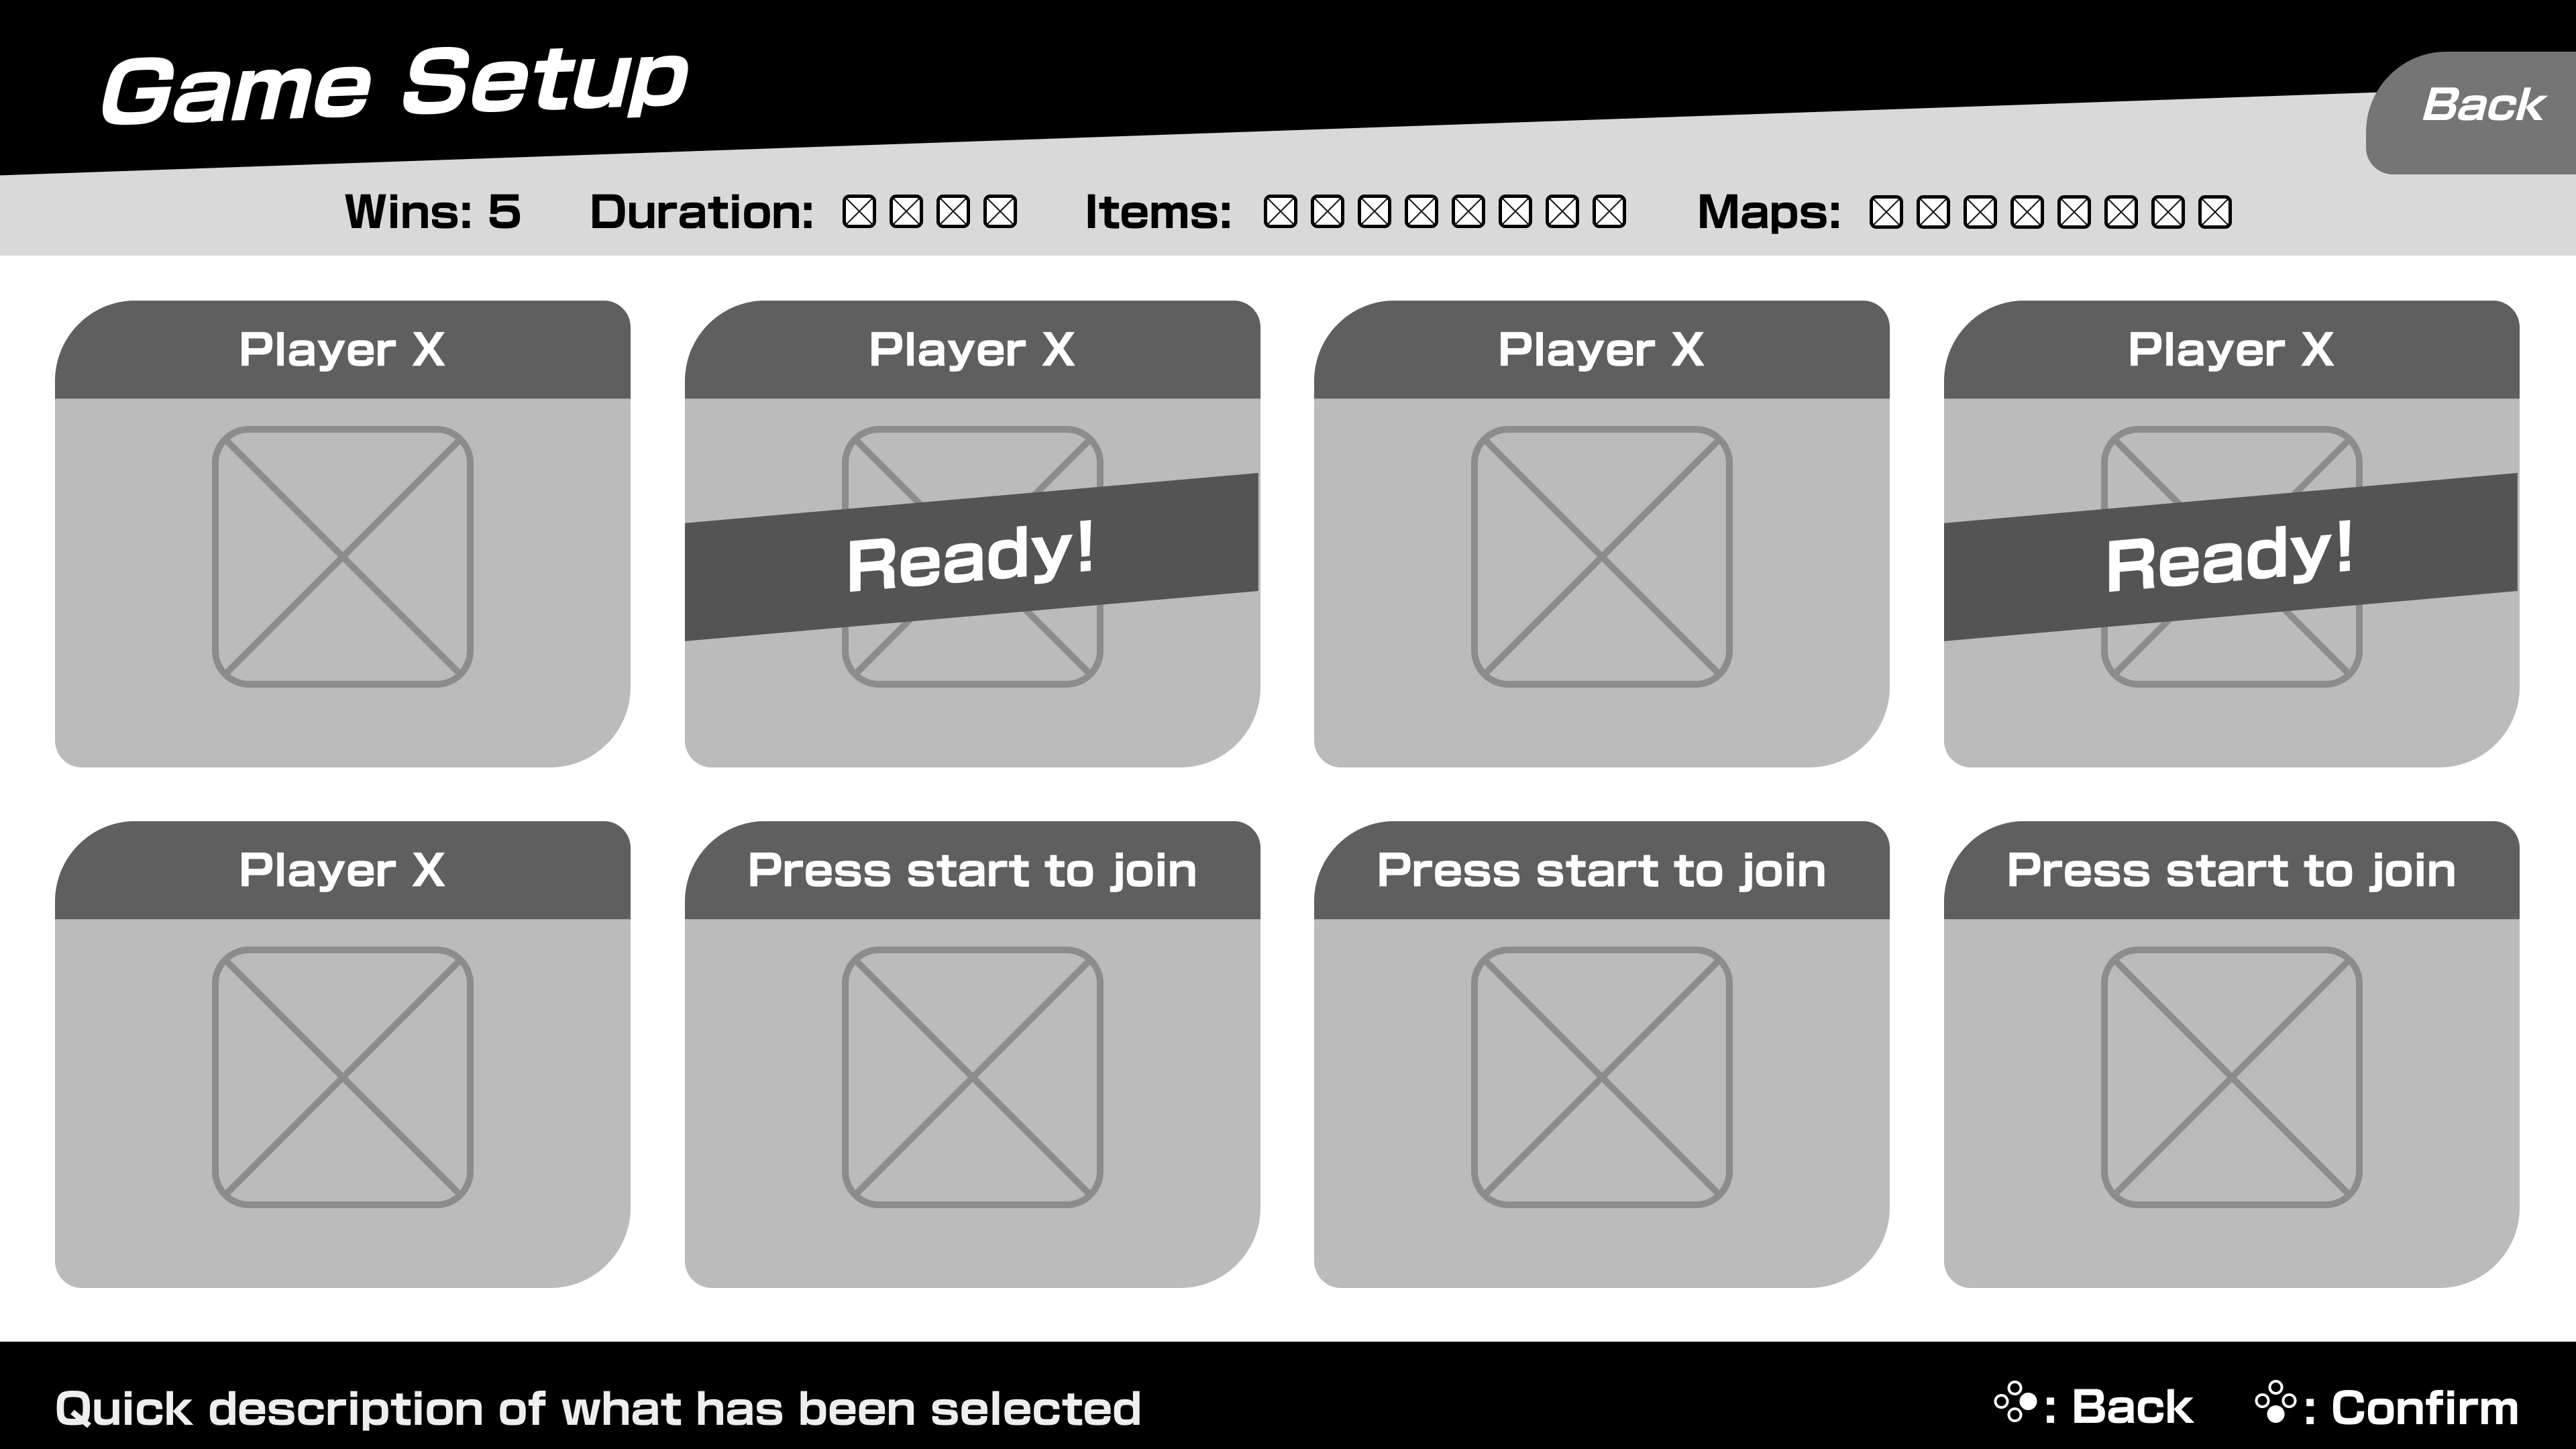 Game Setup
Back
Wins: 5 Duration: Items: Maps:
Player X
Player X
Player X
Player X
Ready!
Ready!
Player X
Press start to join
Press start to join
Press start to join
Quick description of what has been selected
: Back
: Confirm